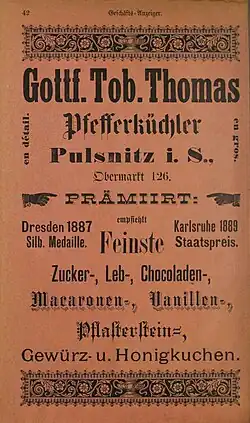 42
Geschäfts-Anzeiger.
Gottf. Tob. Thomas
en détail.
Pfefferküchler
en gros.
Pulsnitz i. S.,
Obermarkt 126.
PRÄMIIRT:
Dresden 1887
Silb. Medaille.
empfiehlt
Feinste
Karlsruhe 1889
Staatspreis.
Zucker-, Leb-, Chocoladen-,
Macaronen-, Vanillen-,
Pflasterstein-,
Gewürz- u. Honigkuchen.